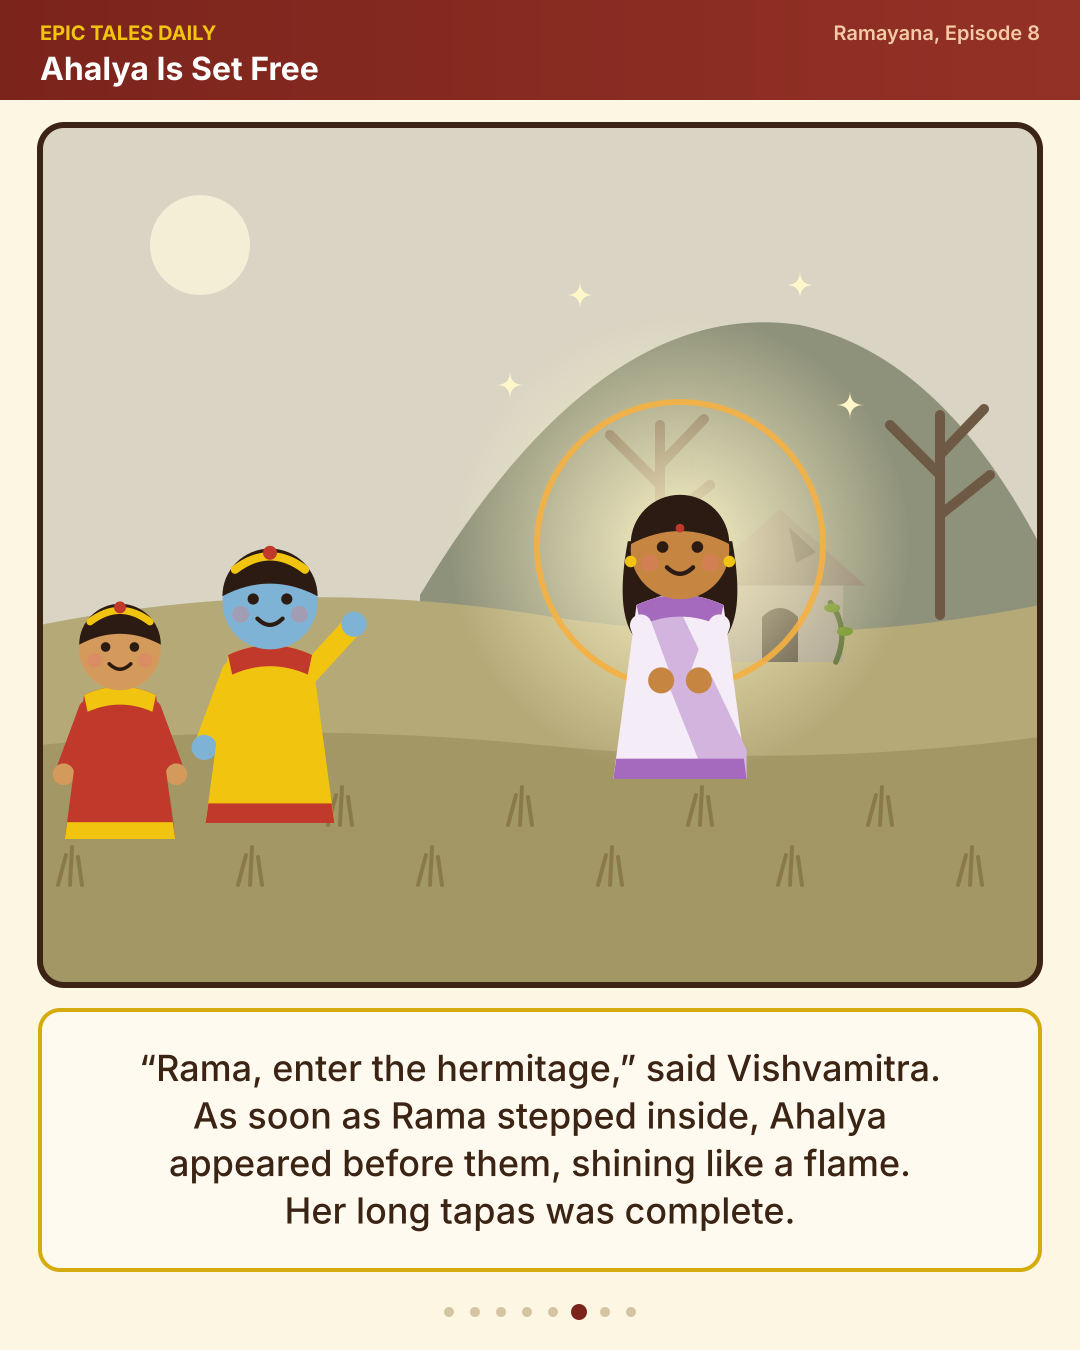 EPIC TALES DAILY
Ramayana, Episode 8
Ahalya Is Set Free
“Rama, enter the hermitage,” said Vishvamitra.
As soon as Rama stepped inside, Ahalya
appeared before them, shining like a flame.
Her long tapas was complete.